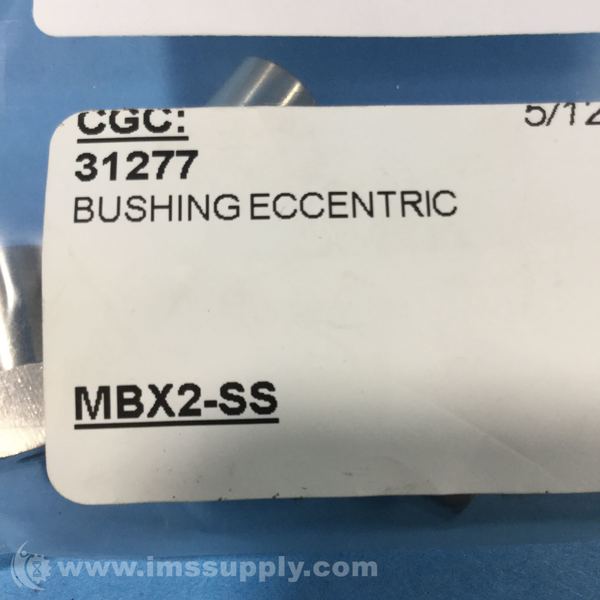 CGC:
31277
BUSHING ECCENTRIC
MBX2-SS
www.imssupply.com